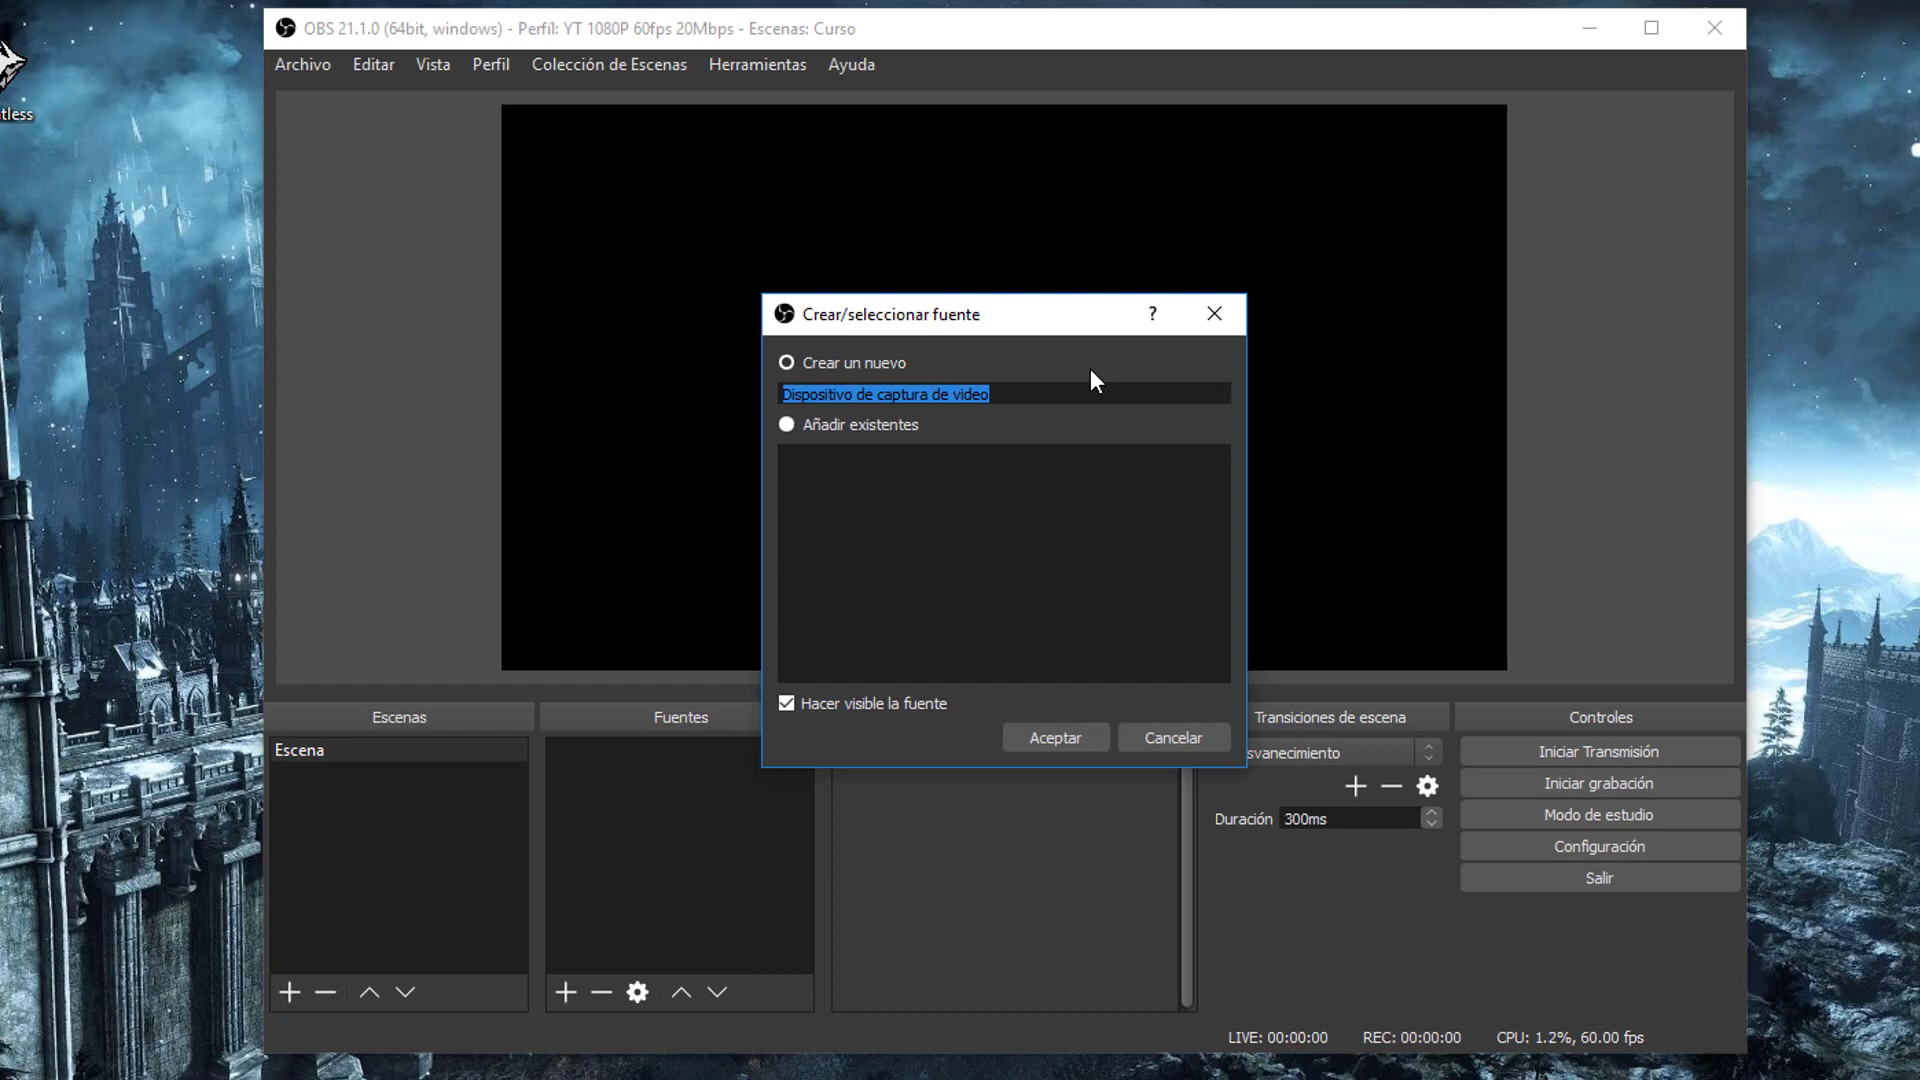 OBS 21.1.0 (64bit, windows) - Perfil: YT 1080P 60fps 20Mbps - Escenas: Curso
Archivo Editar Vista Perfil Colección de Escenas Herramientas Ayuda
tless
Crear/seleccionar fuente ?
Crear un nuevo
Dispositivo de captura de video
Añadir existentes
Hacer visible la fuente
Aceptar Cancelar
Escenas Fuentes Transiciones de escena Controles
Escena
svanecimiento
Duración 300ms
Iniciar Transmisión
Iniciar grabación
Modo de estudio
Configuración
Salir
LIVE: 00:00:00 REC: 00:00:00 CPU: 1.2%, 60.00 fps